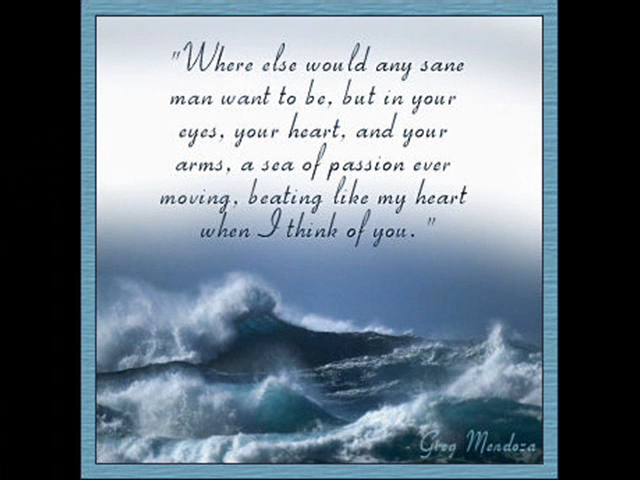 "Where else would any sane
man want to be, but in your
eyes, your heart, and your
arms, a sea of passion ever
moving, beating like my heart
when I think of you. "
- Greg Mendoza